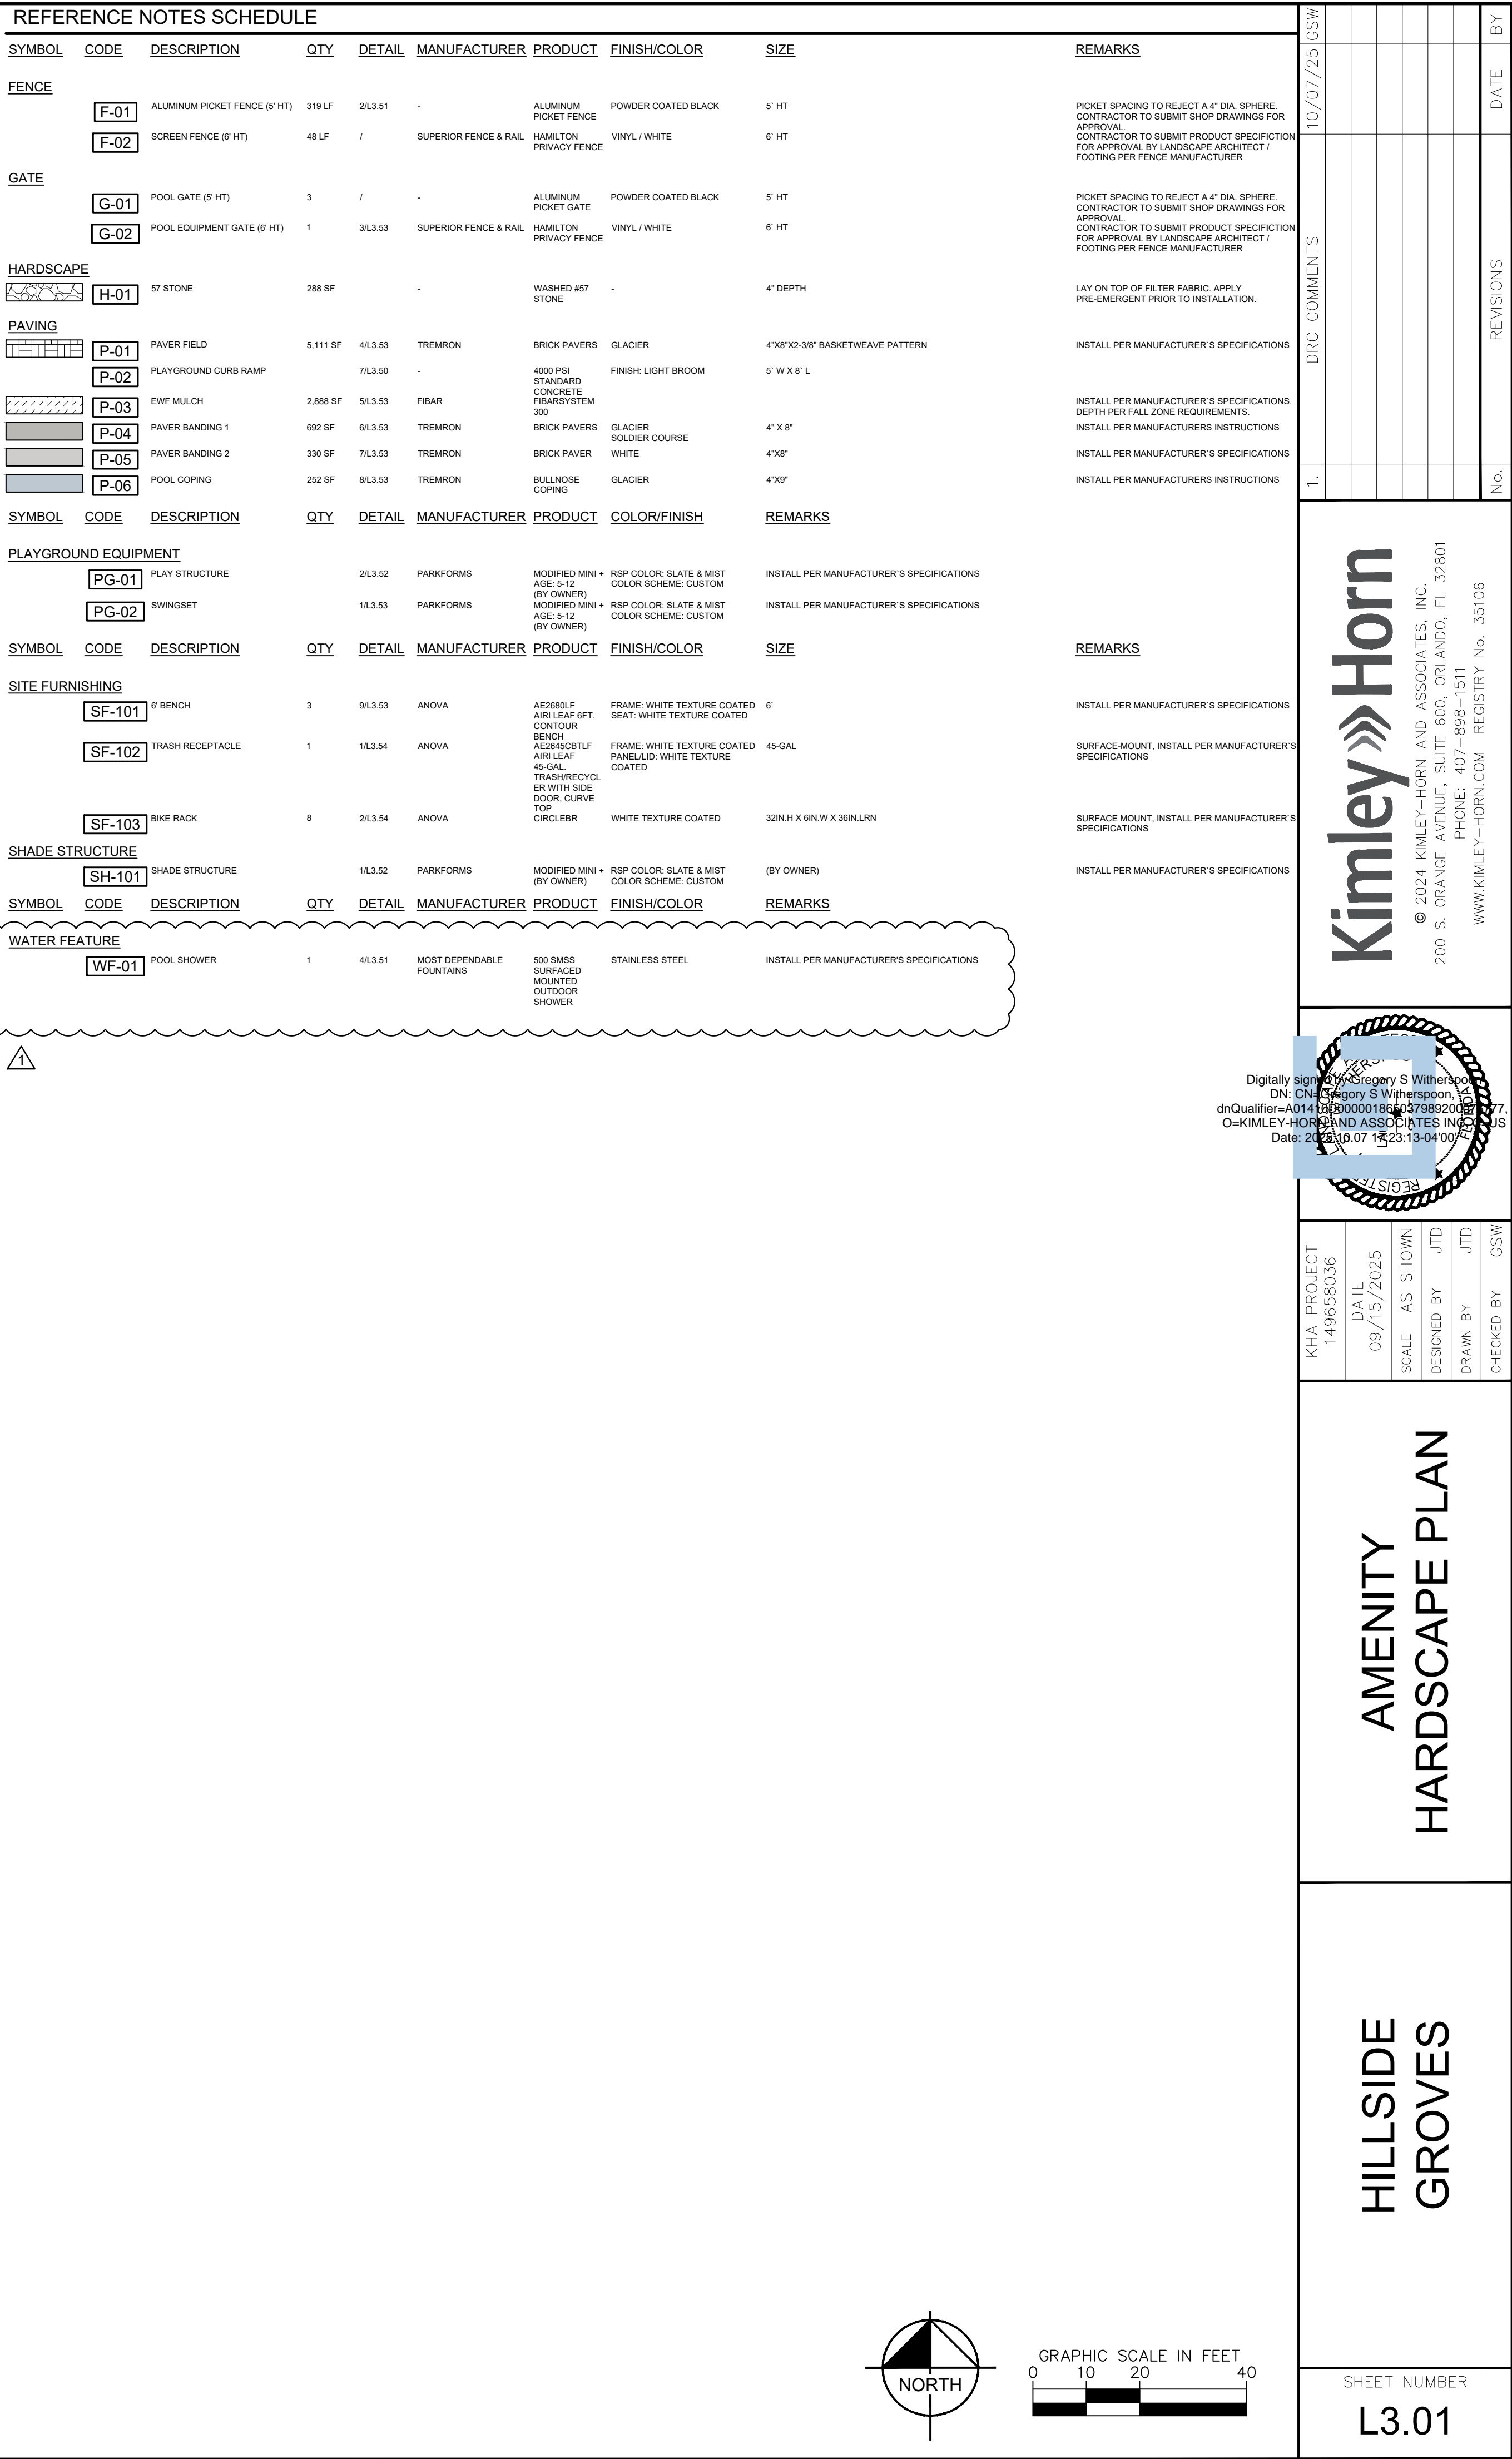 REFERENCE NOTES SCHEDULE
SYMBOL CODE DESCRIPTION QTY DETAIL MANUFACTURER PRODUCT FINISH/COLOR SIZE REMARKS
FENCE
F-01 ALUMINUM PICKET FENCE (5' HT) 319 LF 2/L3.51 - ALUMINUM POWDER COATED BLACK 5` HT PICKET SPACING TO REJECT A 4" DIA. SPHERE.
PICKET FENCE CONTRACTOR TO SUBMIT SHOP DRAWINGS FOR
APPROVAL.
F-02 SCREEN FENCE (6' HT) 48 LF / SUPERIOR FENCE & RAIL HAMILTON VINYL / WHITE 6` HT CONTRACTOR TO SUBMIT PRODUCT SPECIFICTION
PRIVACY FENCE FOR APPROVAL BY LANDSCAPE ARCHITECT /
FOOTING PER FENCE MANUFACTURER
GATE
G-01 POOL GATE (5' HT) 3 / - ALUMINUM POWDER COATED BLACK 5` HT PICKET SPACING TO REJECT A 4" DIA. SPHERE.
PICKET GATE CONTRACTOR TO SUBMIT SHOP DRAWINGS FOR
APPROVAL.
G-02 POOL EQUIPMENT GATE (6' HT) 1 3/L3.53 SUPERIOR FENCE & RAIL HAMILTON VINYL / WHITE 6` HT CONTRACTOR TO SUBMIT PRODUCT SPECIFICTION
PRIVACY FENCE FOR APPROVAL BY LANDSCAPE ARCHITECT /
FOOTING PER FENCE MANUFACTURER
HARDSCAPE
H-01 57 STONE 288 SF - WASHED #57 - 4" DEPTH LAY ON TOP OF FILTER FABRIC. APPLY
STONE PRE-EMERGENT PRIOR TO INSTALLATION.
PAVING
P-01 PAVER FIELD 5,111 SF 4/L3.53 TREMRON BRICK PAVERS GLACIER 4"X8"X2-3/8" BASKETWEAVE PATTERN INSTALL PER MANUFACTURER`S SPECIFICATIONS
P-02 PLAYGROUND CURB RAMP 7/L3.50 - 4000 PSI FINISH: LIGHT BROOM 5` W X 8` L
STANDARD
CONCRETE
P-03 EWF MULCH 2,888 SF 5/L3.53 FIBAR FIBARSYSTEM INSTALL PER MANUFACTURER`S SPECIFICATIONS.
300 DEPTH PER FALL ZONE REQUIREMENTS.
P-04 PAVER BANDING 1 692 SF 6/L3.53 TREMRON BRICK PAVERS GLACIER 4" X 8" INSTALL PER MANUFACTURERS INSTRUCTIONS
SOLDIER COURSE
P-05 PAVER BANDING 2 330 SF 7/L3.53 TREMRON BRICK PAVER WHITE 4"X8" INSTALL PER MANUFACTURER`S SPECIFICATIONS
P-06 POOL COPING 252 SF 8/L3.53 TREMRON BULLNOSE GLACIER 4"X9" INSTALL PER MANUFACTURERS INSTRUCTIONS
COPING
SYMBOL CODE DESCRIPTION QTY DETAIL MANUFACTURER PRODUCT COLOR/FINISH REMARKS
PLAYGROUND EQUIPMENT
PG-01 PLAY STRUCTURE 2/L3.52 PARKFORMS MODIFIED MINI + RSP COLOR: SLATE & MIST INSTALL PER MANUFACTURER`S SPECIFICATIONS
AGE: 5-12 COLOR SCHEME: CUSTOM
(BY OWNER)
PG-02 SWINGSET 1/L3.53 PARKFORMS MODIFIED MINI + RSP COLOR: SLATE & MIST INSTALL PER MANUFACTURER`S SPECIFICATIONS
AGE: 5-12 COLOR SCHEME: CUSTOM
(BY OWNER)
SYMBOL CODE DESCRIPTION QTY DETAIL MANUFACTURER PRODUCT FINISH/COLOR SIZE REMARKS
SITE FURNISHING
SF-101 6' BENCH 3 9/L3.53 ANOVA AE2680LF FRAME: WHITE TEXTURE COATED 6` INSTALL PER MANUFACTURER`S SPECIFICATIONS
AIRI LEAF 6FT. SEAT: WHITE TEXTURE COATED
CONTOUR
BENCH
SF-102 TRASH RECEPTACLE 1 1/L3.54 ANOVA AE2645CBTLF FRAME: WHITE TEXTURE COATED 45-GAL SURFACE-MOUNT, INSTALL PER MANUFACTURER`S
AIRI LEAF PANEL/LID: WHITE TEXTURE SPECIFICATIONS
45-GAL. COATED
TRASH/RECYCL
ER WITH SIDE
DOOR, CURVE
TOP
SF-103 BIKE RACK 8 2/L3.54 ANOVA CIRCLEBR WHITE TEXTURE COATED 32IN.H X 6IN.W X 36IN.LRN SURFACE MOUNT, INSTALL PER MANUFACTURER`S
SPECIFICATIONS
SHADE STRUCTURE
SH-101 SHADE STRUCTURE 1/L3.52 PARKFORMS MODIFIED MINI + RSP COLOR: SLATE & MIST (BY OWNER) INSTALL PER MANUFACTURER`S SPECIFICATIONS
(BY OWNER) COLOR SCHEME: CUSTOM
SYMBOL CODE DESCRIPTION QTY DETAIL MANUFACTURER PRODUCT FINISH/COLOR REMARKS
WATER FEATURE
WF-01 POOL SHOWER 1 4/L3.51 MOST DEPENDABLE 500 SMSS STAINLESS STEEL INSTALL PER MANUFACTURER'S SPECIFICATIONS
FOUNTAINS SURFACED
MOUNTED
OUTDOOR
SHOWER
1
1. DRC COMMENTS 10/07/25 GSW
No. REVISIONS DATE BY
Kimley»Horn
© 2024 KIMLEY-HORN AND ASSOCIATES, INC.
200 S. ORANGE AVENUE, SUITE 600, ORLANDO, FL 32801
PHONE: 407-898-1511
WWW.KIMLEY-HORN.COM REGISTRY No. 35106
Digitally signed by Gregory S Witherspoon
DN: CN=Gregory S Witherspoon,
O=KIMLEY-HORN AND ASSOCIATES
REGISTERED
FLORIDA
KHA PROJECT
149658036
DATE
09/15/2025
SCALE AS SHOWN
DESIGNED BY JTD
DRAWN BY JTD
CHECKED BY GSW
AMENITY
HARDSCAPE PLAN
HILLSIDE
GROVES
NORTH
GRAPHIC SCALE IN FEET
0 10 20 40
SHEET NUMBER
L3.01